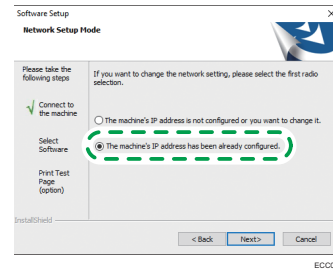 Software Setup
Network Setup Mode
Please take the
following steps
If you want to change the network setting, please select the first radio
selection.
Connect to
the machine
The machine's IP address is not configured or you want to change it.
Select
Software
The machine's IP address has been already configured.
Print Test
Page
(option)
InstallShield
< Back
Next>
Cancel